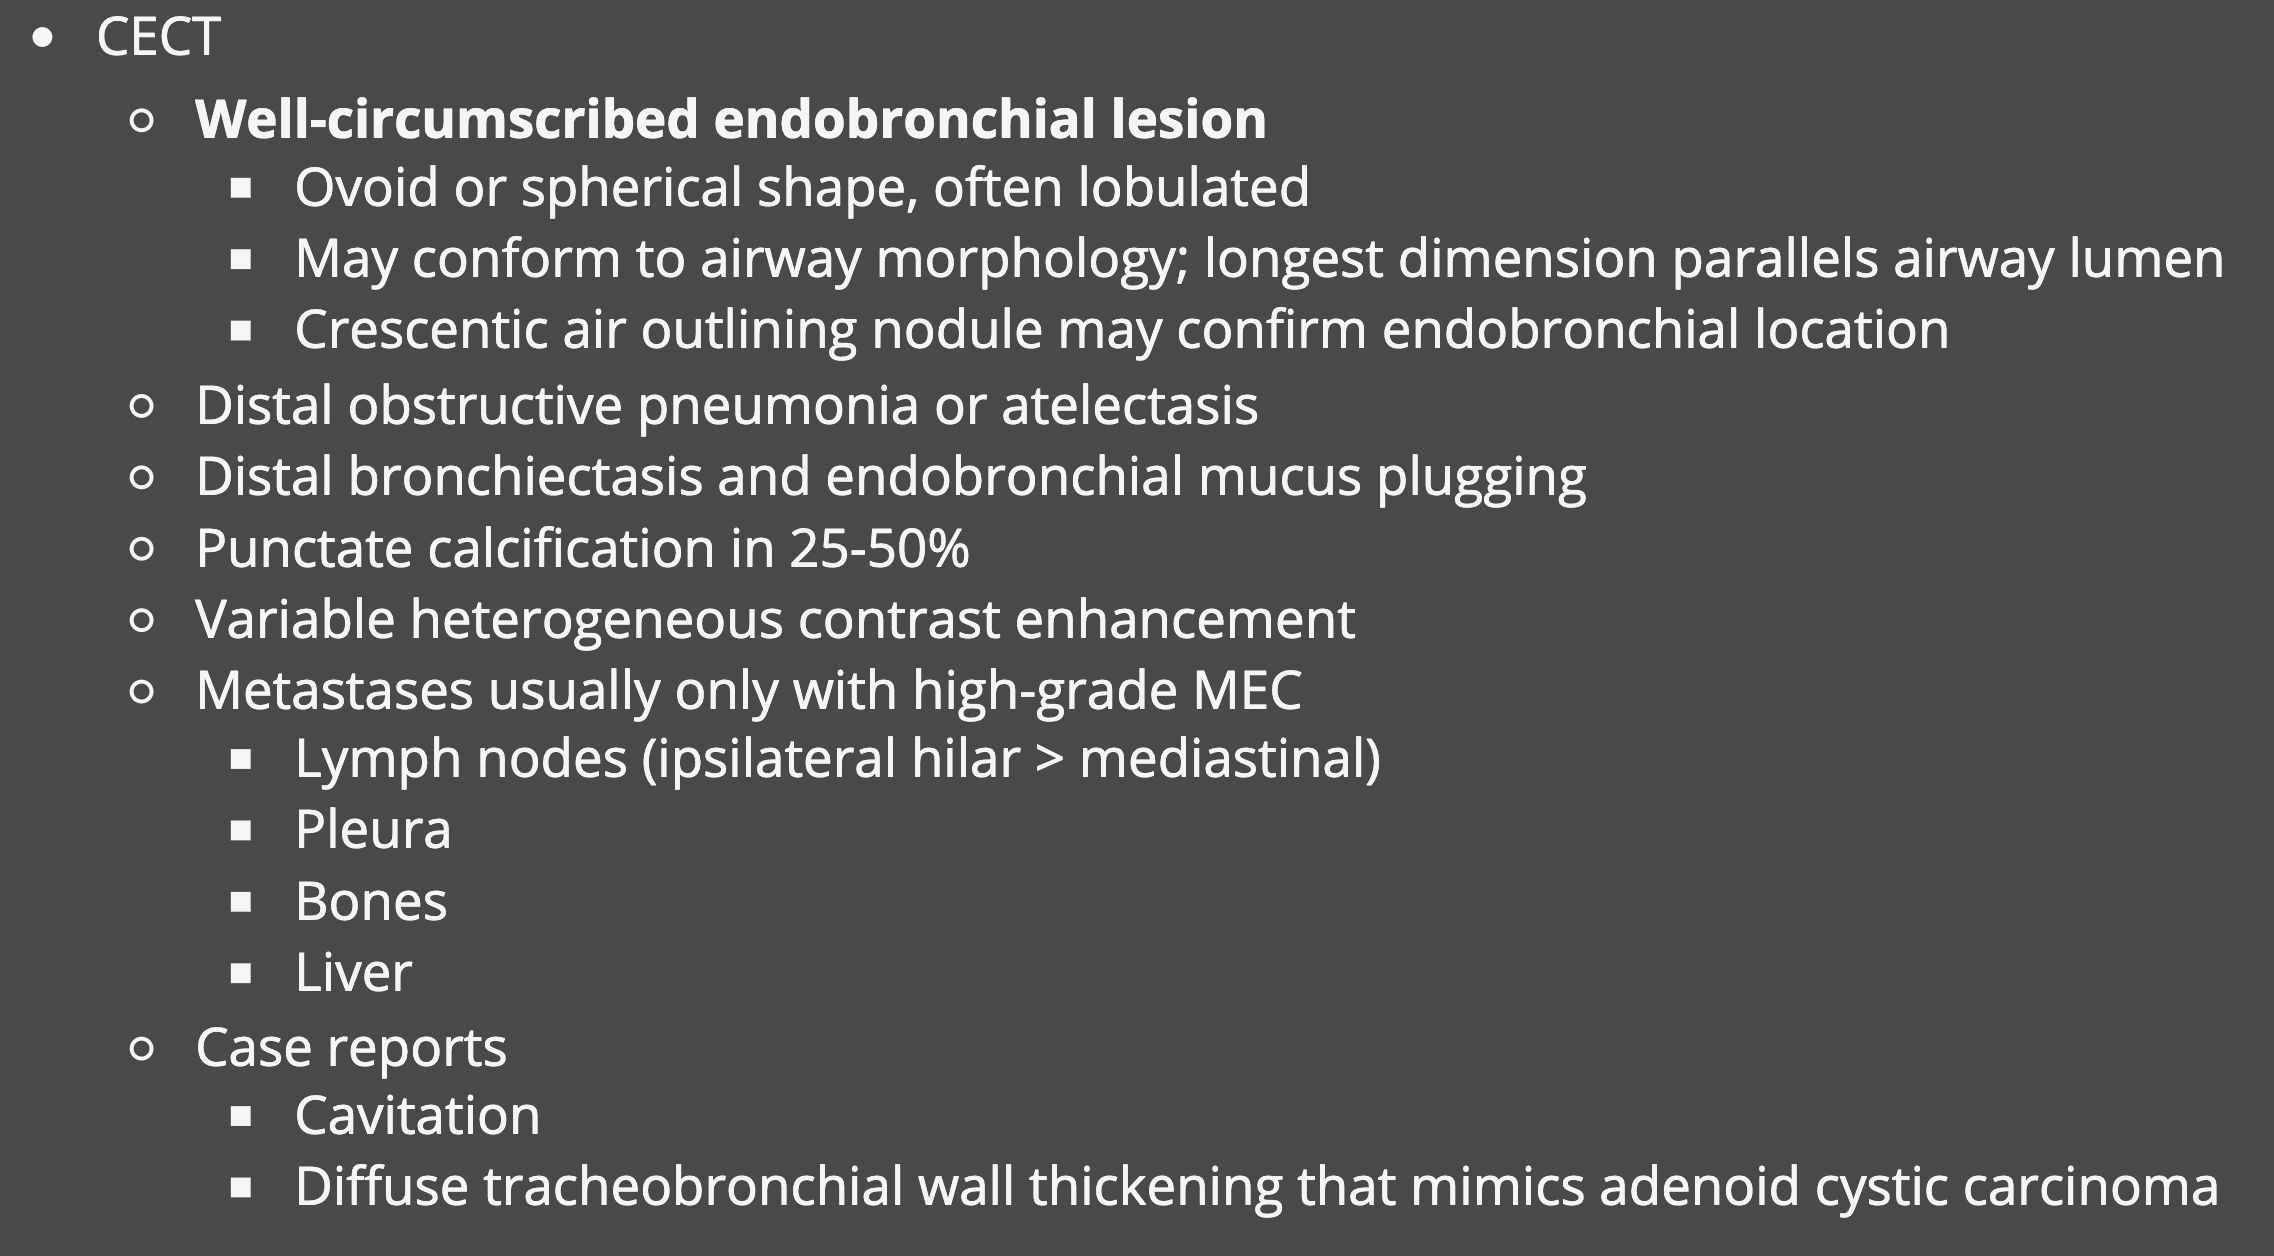 CECT
Well-circumscribed endobronchial lesion
Ovoid or spherical shape, often lobulated
May conform to airway morphology; longest dimension parallels airway lumen
Crescentic air outlining nodule may confirm endobronchial location
Distal obstructive pneumonia or atelectasis
Distal bronchiectasis and endobronchial mucus plugging
Punctate calcification in 25-50%
Variable heterogeneous contrast enhancement
Metastases usually only with high-grade MEC
Lymph nodes (ipsilateral hilar > mediastinal)
Pleura
Bones
Liver
Case reports
Cavitation
Diffuse tracheobronchial wall thickening that mimics adenoid cystic carcinoma